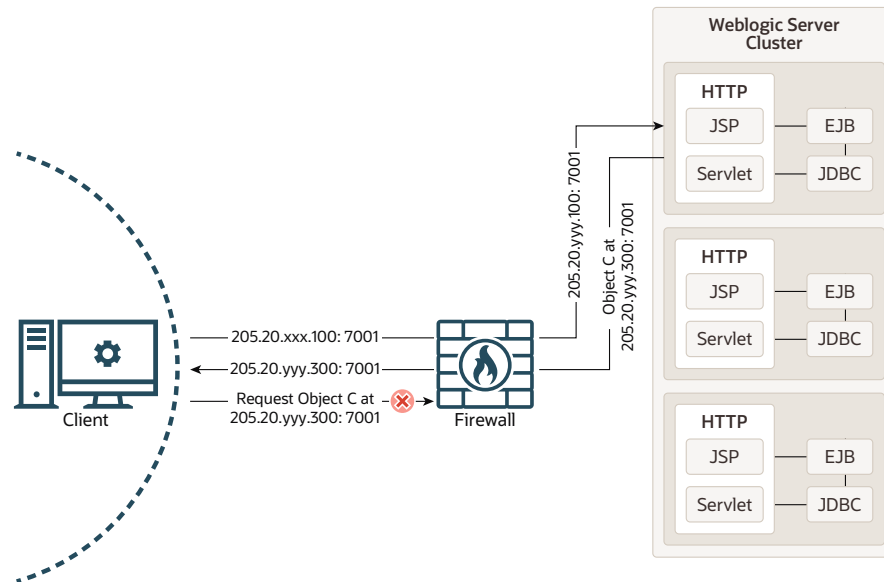 Weblogic Server
Cluster
HTTP
JSP
EJB
Servlet
JDBC
HTTP
JSP
EJB
Servlet
JDBC
HTTP
JSP
EJB
Servlet
JDBC
205.20.yyy.100: 7001
Object C at
205.20.yyy.300: 7001
205.20.xxx.100: 7001
205.20.yyy.300: 7001
Request Object C at
205.20.yyy.300: 7001
Client
Firewall